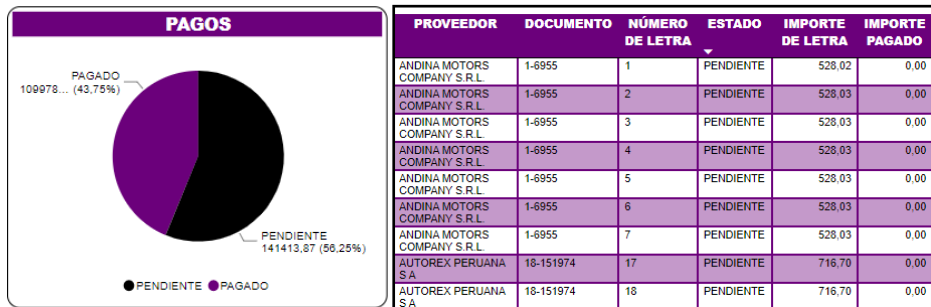 PAGOS
PAGADO
109978... (43,75%)
PENDIENTE
141413,87 (56,25%)
PENDIENTE PAGADO
PROVEEDOR DOCUMENTO NÚMERO DE LETRA ESTADO IMPORTE DE LETRA IMPORTE PAGADO
ANDINA MOTORS COMPANY S.R.L. 1-6955 1 PENDIENTE 528,02 0,00
ANDINA MOTORS COMPANY S.R.L. 1-6955 2 PENDIENTE 528,03 0,00
ANDINA MOTORS COMPANY S.R.L. 1-6955 3 PENDIENTE 528,03 0,00
ANDINA MOTORS COMPANY S.R.L. 1-6955 4 PENDIENTE 528,03 0,00
ANDINA MOTORS COMPANY S.R.L. 1-6955 5 PENDIENTE 528,03 0,00
ANDINA MOTORS COMPANY S.R.L. 1-6955 6 PENDIENTE 528,03 0,00
ANDINA MOTORS COMPANY S.R.L. 1-6955 7 PENDIENTE 528,03 0,00
AUTOREX PERUANA S A 18-151974 17 PENDIENTE 716,70 0,00
AUTOREX PERUANA S A 18-151974 18 PENDIENTE 716,70 0,00